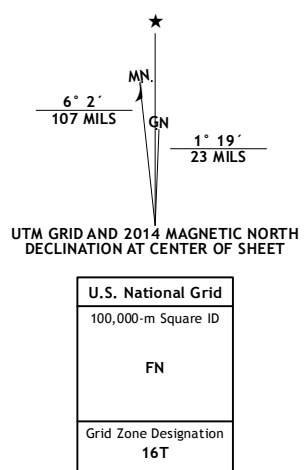 ★
MN.
GN
6° 2´
107 MILS
1° 19´
23 MILS
UTM GRID AND 2014 MAGNETIC NORTH
DECLINATION AT CENTER OF SHEET
U.S. National Grid
100,000-m Square ID
FN
Grid Zone Designation
16T